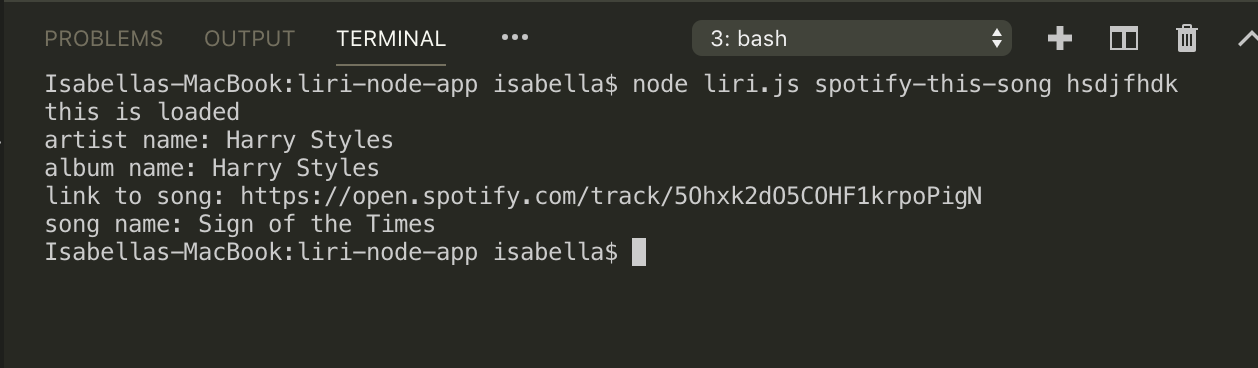 PROBLEMS OUTPUT TERMINAL ••• 3: bash
Isabellas-MacBook:liri-node-app isabella$ node liri.js spotify-this-song hsdjfhdk
this is loaded
artist name: Harry Styles
album name: Harry Styles
link to song: https://open.spotify.com/track/5Ohxk2dO5COHF1krpoPigN
song name: Sign of the Times
Isabellas-MacBook:liri-node-app isabella$